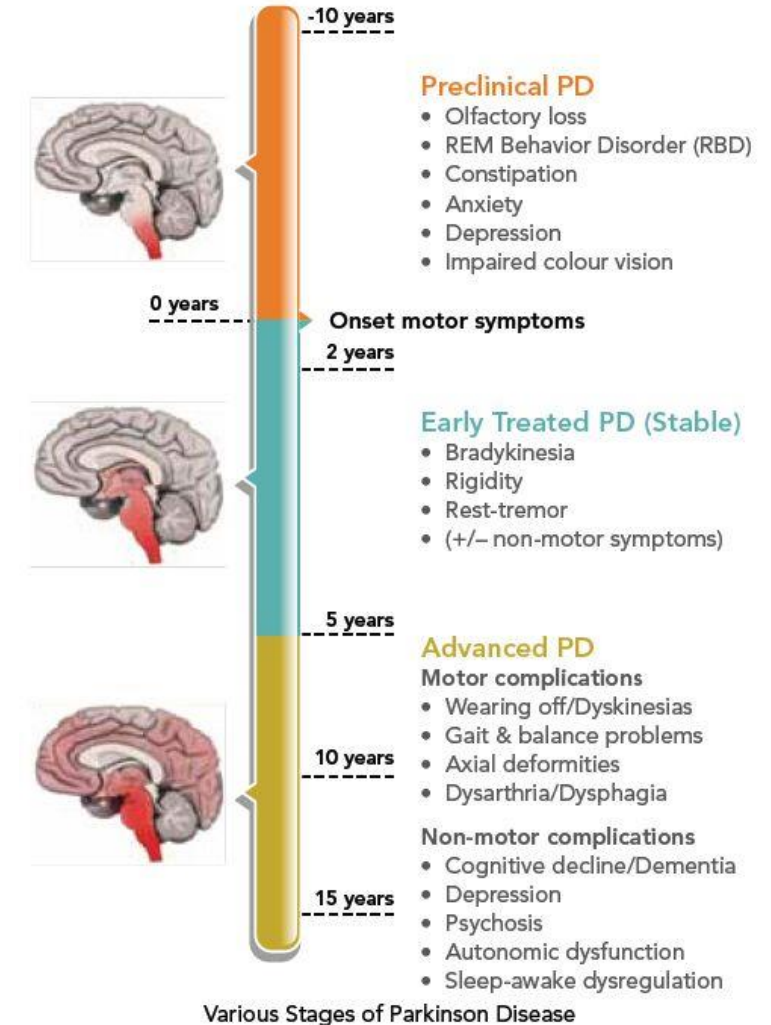 -10 years
Preclinical PD
• Olfactory loss
• REM Behavior Disorder (RBD)
• Constipation
• Anxiety
• Depression
• Impaired colour vision
0 years
Onset motor symptoms
2 years
Early Treated PD (Stable)
• Bradykinesia
• Rigidity
• Rest-tremor
• (+/– non-motor symptoms)
5 years
Advanced PD
Motor complications
• Wearing off/Dyskinesias
• Gait & balance problems
• Axial deformities
• Dysarthria/Dysphagia
10 years
Non-motor complications
• Cognitive decline/Dementia
• Depression
• Psychosis
• Autonomic dysfunction
• Sleep-awake dysregulation
15 years
Various Stages of Parkinson Disease